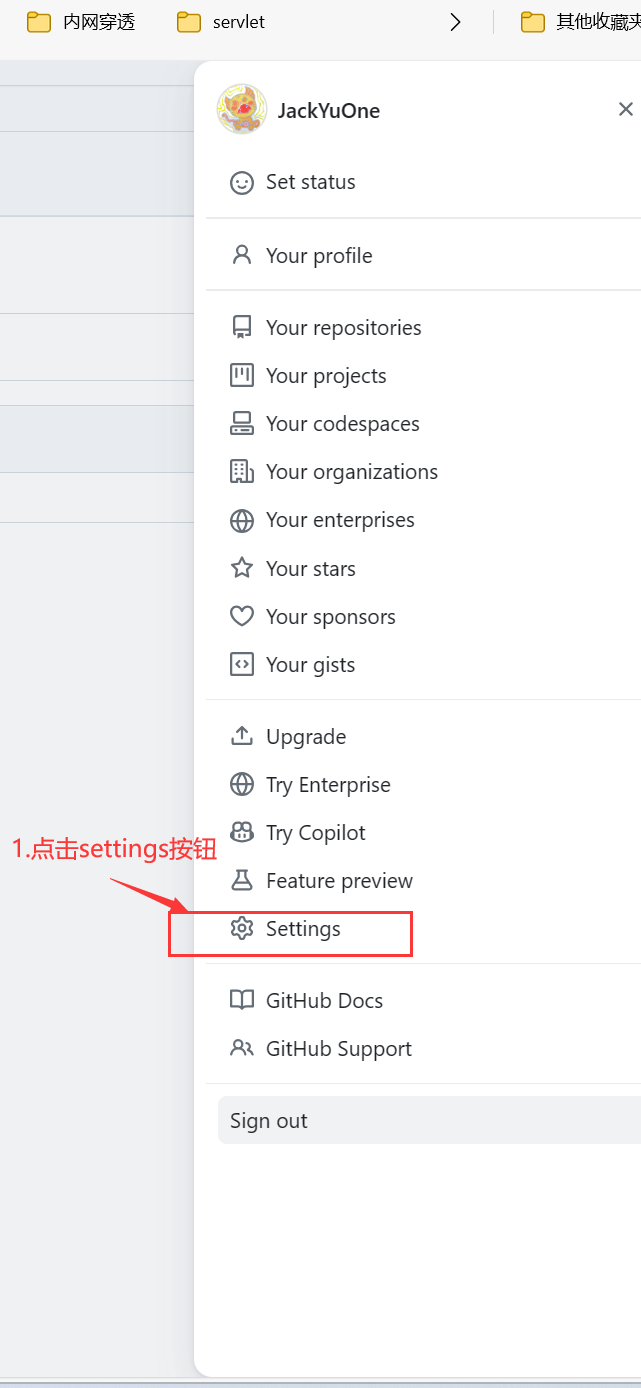 内网穿透 servlet 其他收藏夹
JackYuOne
Set status
Your profile
Your repositories
Your projects
Your codespaces
Your organizations
Your enterprises
Your stars
Your sponsors
Your gists
Upgrade
Try Enterprise
Try Copilot
1.点击settings按钮
Feature preview
Settings
GitHub Docs
GitHub Support
Sign out